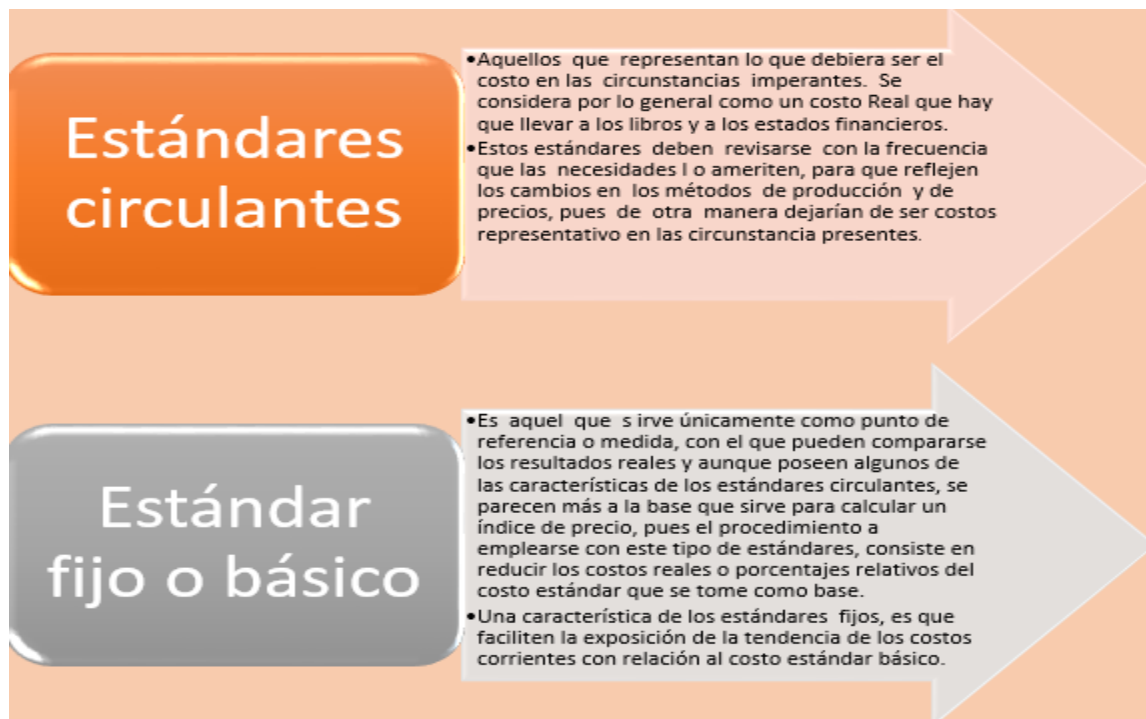 Estándares
circulantes
•Aquellos que representan lo que debiera ser el
costo en las circunstancias imperantes. Se
considera por lo general como un costo Real que hay
que llevar a los libros y a los estados financieros.
•Estos estándares deben revisarse con la frecuencia
que las necesidades l o ameriten, para que reflejen
los cambios en los métodos de producción y de
precios, pues de otra manera dejarían de ser costos
representativo en las circunstancia presentes.
Estándar
fijo o básico
•Es aquel que s irve únicamente como punto de
referencia o medida, con el que pueden compararse
los resultados reales y aunque poseen algunos de
las características de los estándares circulantes, se
parecen más a la base que sirve para calcular un
índice de precio, pues el procedimiento a
emplearse con este tipo de estándares, consiste en
reducir los costos reales o porcentajes relativos del
costo estándar que se tome como base.
•Una característica de los estándares fijos, es que
faciliten la exposición de la tendencia de los costos
corrientes con relación al costo estándar básico.